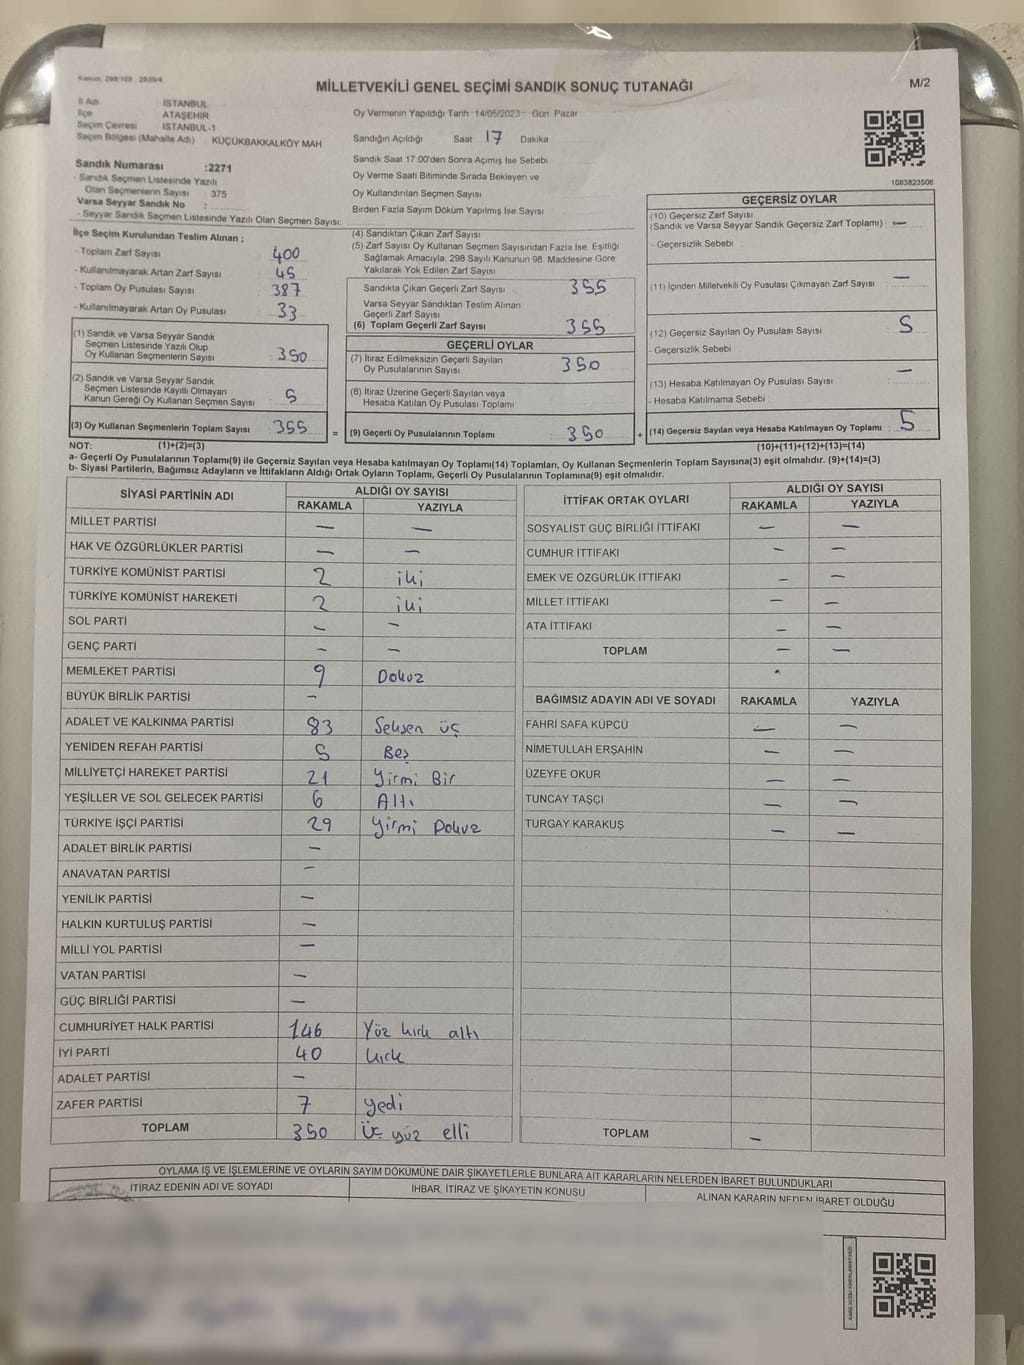 Kanun: 298/109 , 2839/4
MİLLETVEKİLİ GENEL SEÇİMİ SANDIK SONUÇ TUTANAĞI
M/2
İl Adı : İSTANBUL
İlçe : ATAŞEHİR
Seçim Çevresi : İSTANBUL-1
Seçim Bölgesi (Mahalle Adı) : KÜÇÜKBAKKALKÖY MAH
Sandık Numarası :2271
- Sandık Seçmen Listesinde Yazılı
Olan Seçmenlerin Sayısı : 375
Varsa Seyyar Sandık No :
- Seyyar Sandık Seçmen Listesinde Yazılı Olan Seçmen Sayısı:
Oy Vermenin Yapıldığı Tarih :14/05/2023 Gün Pazar
Sandığın Açıldığı Saat 17 Dakika
Sandık Saat 17:00'den Sonra Açımış İse Sebebi
Oy Verme Saati Bitiminde Sırada Bekleyen ve
Oy Kullandırılan Seçmen Sayısı
Birden Fazla Sayım Döküm Yapılmış İse Sayısı
1083823506
İlçe Seçim Kurulundan Teslim Alınan ;
- Toplam Zarf Sayısı : 400
- Kullanılmayarak Artan Zarf Sayısı : 45
- Toplam Oy Pusulası Sayısı : 387
- Kullanılmayarak Artan Oy Pusulası : 33
(1) Sandık ve Varsa Seyyar Sandık
Seçmen Listesinde Yazılı Olup
Oy Kullanan Seçmenlerin Sayısı : 350
(2) Sandık ve Varsa Seyyar Sandık
Seçmen Listesinde Kayıtlı Olmayan
Kanun Gereği Oy Kullanan Seçmen Sayısı : 5
(3) Oy Kullanan Seçmenlerin Toplam Sayısı : 355
(4) Sandıktan Çıkan Zarf Sayısı
(5) Zarf Sayısı Oy Kullanan Seçmen Sayısından Fazla İse, Eşitliği
Sağlamak Amacıyla; 298 Sayılı Kanunun 98. Maddesine Göre
Yakılarak Yok Edilen Zarf Sayısı
Sandıkta Çıkan Geçerli Zarf Sayısı 355
Varsa Seyyar Sandıktan Teslim Alınan
Geçerli Zarf Sayısı
(6) Toplam Geçerli Zarf Sayısı 355
GEÇERLİ OYLAR
(7) İtiraz Edilmeksizin Geçerli Sayılan
Oy Pusulalarının Sayısı 350
(8) İtiraz Üzerine Geçerli Sayılan veya
Hesaba Katılan Oy Pusulası Toplamı
= (9) Geçerli Oy Pusulalarının Toplamı 350 +
GEÇERSİZ OYLAR
(10) Geçersiz Zarf Sayısı
(Sandık ve Varsa Seyyar Sandık Geçersiz Zarf Toplamı) : —
- Geçersizlik Sebebi
(11) İçinden Milletvekili Oy Pusulası Çıkmayan Zarf Sayısı : —
(12) Geçersiz Sayılan Oy Pusulası Sayısı : 5
- Geçersizlik Sebebi
(13) Hesaba Katılmayan Oy Pusulası Sayısı : —
- Hesaba Katılmama Sebebi
(14) Geçersiz Sayılan veya Hesaba Katılmayan Oy Toplamı : 5
NOT: (1)+(2)=(3) (10)+(11)+(12)+(13)=(14)
a- Geçerli Oy Pusulalarının Toplamı(9) ile Geçersiz Sayılan veya Hesaba katılmayan Oy Toplamı(14) Toplamları, Oy Kullanan Seçmenlerin Toplam Sayısına(3) eşit olmalıdır. (9)+(14)=(3)
b- Siyasi Partilerin, Bağımsız Adayların ve İttifakların Aldığı Ortak Oyların Toplamı, Geçerli Oy Pusulalarının Toplamına(9) eşit olmalıdır.
SİYASİ PARTİNİN ADI ALDIĞI OY SAYISI
RAKAMLA YAZIYLA
MİLLET PARTİSİ — —
HAK VE ÖZGÜRLÜKLER PARTİSİ — —
TÜRKİYE KOMÜNİST PARTİSİ 2 iki
TÜRKİYE KOMÜNİST HAREKETİ 2 iki
SOL PARTİ — —
GENÇ PARTİ — —
MEMLEKET PARTİSİ 9 Dokuz
BÜYÜK BİRLİK PARTİSİ —
ADALET VE KALKINMA PARTİSİ 83 Seksen üç
YENİDEN REFAH PARTİSİ 5 Beş
MİLLİYETÇİ HAREKET PARTİSİ 21 Yirmi Bir
YEŞİLLER VE SOL GELECEK PARTİSİ 6 Altı
TÜRKİYE İŞÇİ PARTİSİ 29 Yirmi Dokuz
ADALET BİRLİK PARTİSİ —
ANAVATAN PARTİSİ —
YENİLİK PARTİSİ —
HALKIN KURTULUŞ PARTİSİ —
MİLLİ YOL PARTİSİ —
VATAN PARTİSİ —
GÜÇ BİRLİĞİ PARTİSİ —
CUMHURİYET HALK PARTİSİ 146 Yüz kırk altı
İYİ PARTİ 40 kırk
ADALET PARTİSİ —
ZAFER PARTİSİ 7 yedi
TOPLAM 350 Üç yüz elli
İTTİFAK ORTAK OYLARI ALDIĞI OY SAYISI
RAKAMLA YAZIYLA
SOSYALİST GÜÇ BİRLİĞİ İTTİFAKI — —
CUMHUR İTTİFAKI — —
EMEK VE ÖZGÜRLÜK İTTİFAKI — —
MİLLET İTTİFAKI — —
ATA İTTİFAKI — —
TOPLAM — —
BAĞIMSIZ ADAYIN ADI VE SOYADI RAKAMLA YAZIYLA
FAHRİ SAFA KÜPCÜ — —
NİMETULLAH ERŞAHİN — —
ÜZEYFE OKUR — —
TUNCAY TAŞÇI — —
TURGAY KARAKUŞ — —
TOPLAM —
OYLAMA İŞ VE İŞLEMLERİNE VE OYLARIN SAYIM DÖKÜMÜNE DAİR ŞİKAYETLERLE BUNLARA AİT KARARLARIN NELERDEN İBARET BULUNDUKLARI
İTİRAZ EDENİN ADI VE SOYADI İHBAR, İTİRAZ VE ŞİKAYETİN KONUSU ALINAN KARARIN NEDEN İBARET OLDUĞU